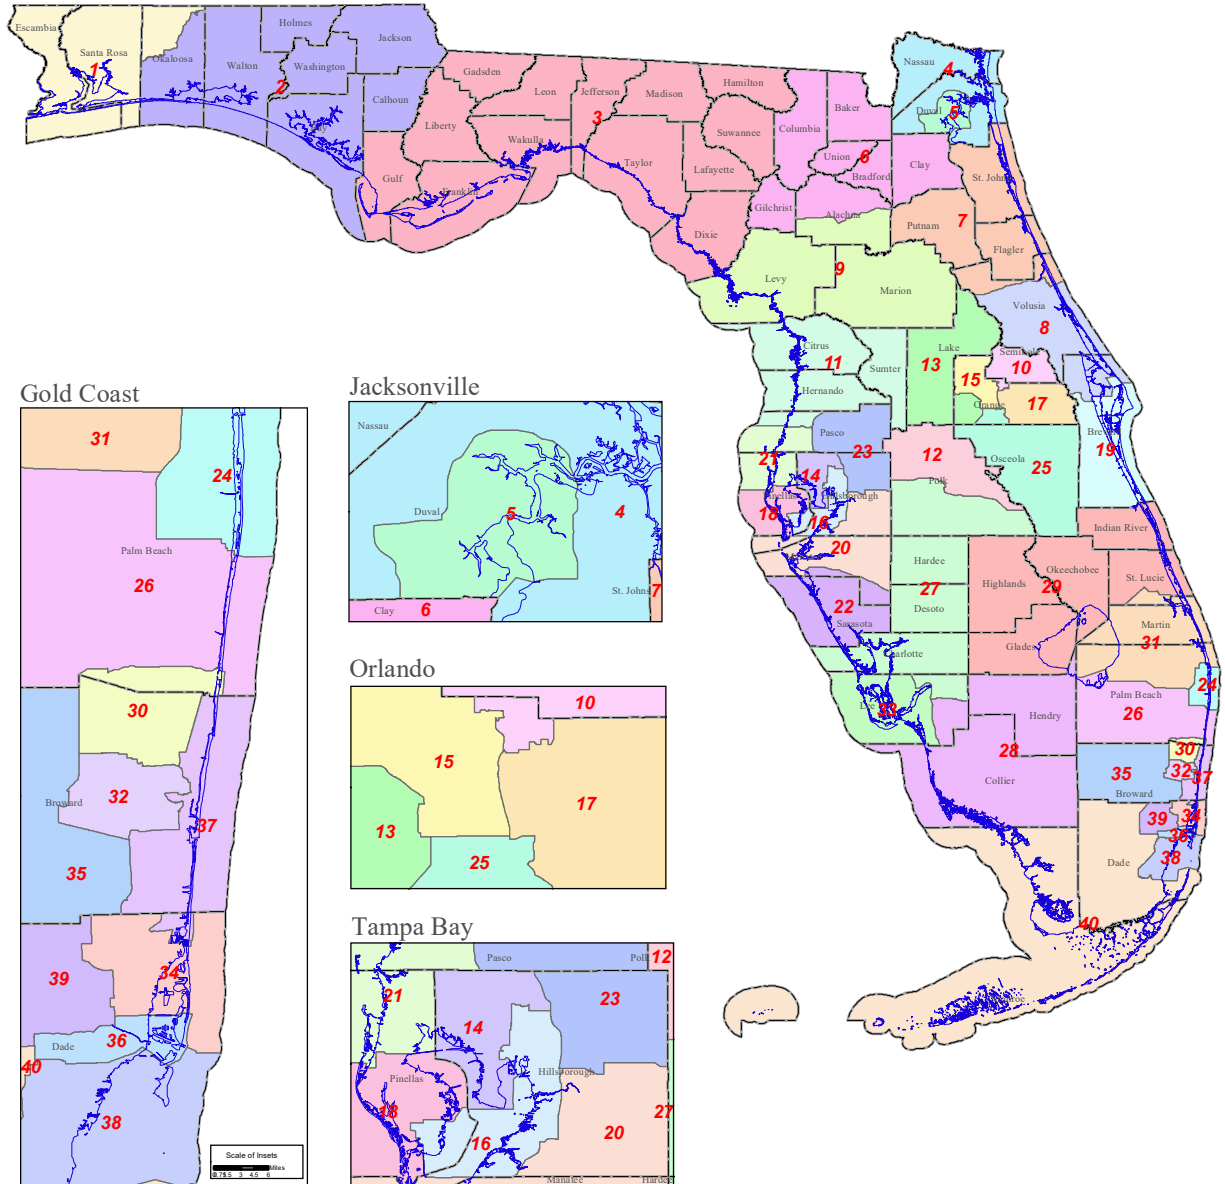 Escambia
Santa Rosa
1
Okaloosa
Walton
Holmes
Washington
2
Bay
Jackson
Calhoun
Gulf
Liberty
Gadsden
Franklin
Wakulla
Leon
Jefferson
3
Madison
Taylor
Hamilton
Suwannee
Lafayette
Dixie
Columbia
Baker
Union
6
Bradford
Gilchrist
Alachua
Clay
Nassau
4
Duval
5
St. Johns
Putnam
7
Flagler
Levy
9
Marion
Volusia
8
Citrus
11
Hernando
Sumter
Lake
13
Seminole
10
15
Orange
17
Brevard
19
Pasco
23
21
14
Pinellas
Hillsborough
18
16
20
12
Polk
Osceola
25
Indian River
Hardee
27
Desoto
Highlands
Okeechobee
29
St. Lucie
Martin
31
Glades
22
Sarasota
Charlotte
Lee
33
Hendry
28
Collier
Palm Beach
26
24
30
35
32
37
Broward
39
34
36
38
Dade
40
Monroe
Gold Coast
31
24
Palm Beach
26
30
Broward
32
37
35
39
34
36
Dade
40
38
Scale of Insets
Miles
3 4.5 6
Jacksonville
Nassau
Duval
5
4
St. Johns
7
Clay
6
Orlando
10
15
17
13
25
Tampa Bay
Pasco
Polk
12
21
14
23
Pinellas
Hillsborough
18
16
20
27
Manatee
Hardee